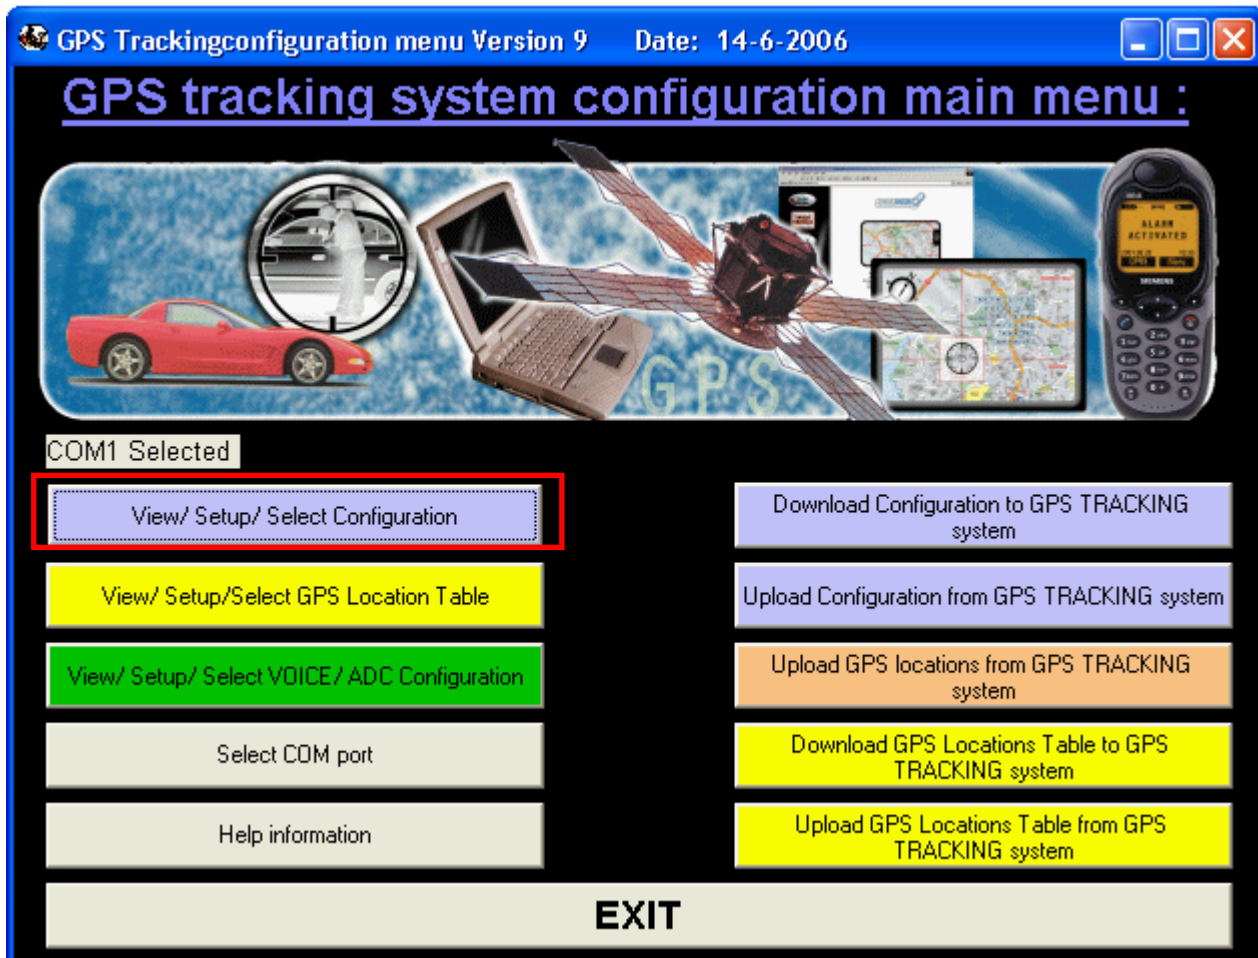 GPS Trackingconfiguration menu Version 9 Date: 14-6-2006
GPS tracking system configuration main menu :
ALARM
ACTIVATED
SIEMENS
GPS
COM1 Selected
View/ Setup/ Select Configuration
Download Configuration to GPS TRACKING
system
View/ Setup/Select GPS Location Table
Upload Configuration from GPS TRACKING system
View/ Setup/ Select VOICE/ ADC Configuration
Upload GPS locations from GPS TRACKING
system
Select COM port
Download GPS Locations Table to GPS
TRACKING system
Help information
Upload GPS Locations Table from GPS
TRACKING system
EXIT